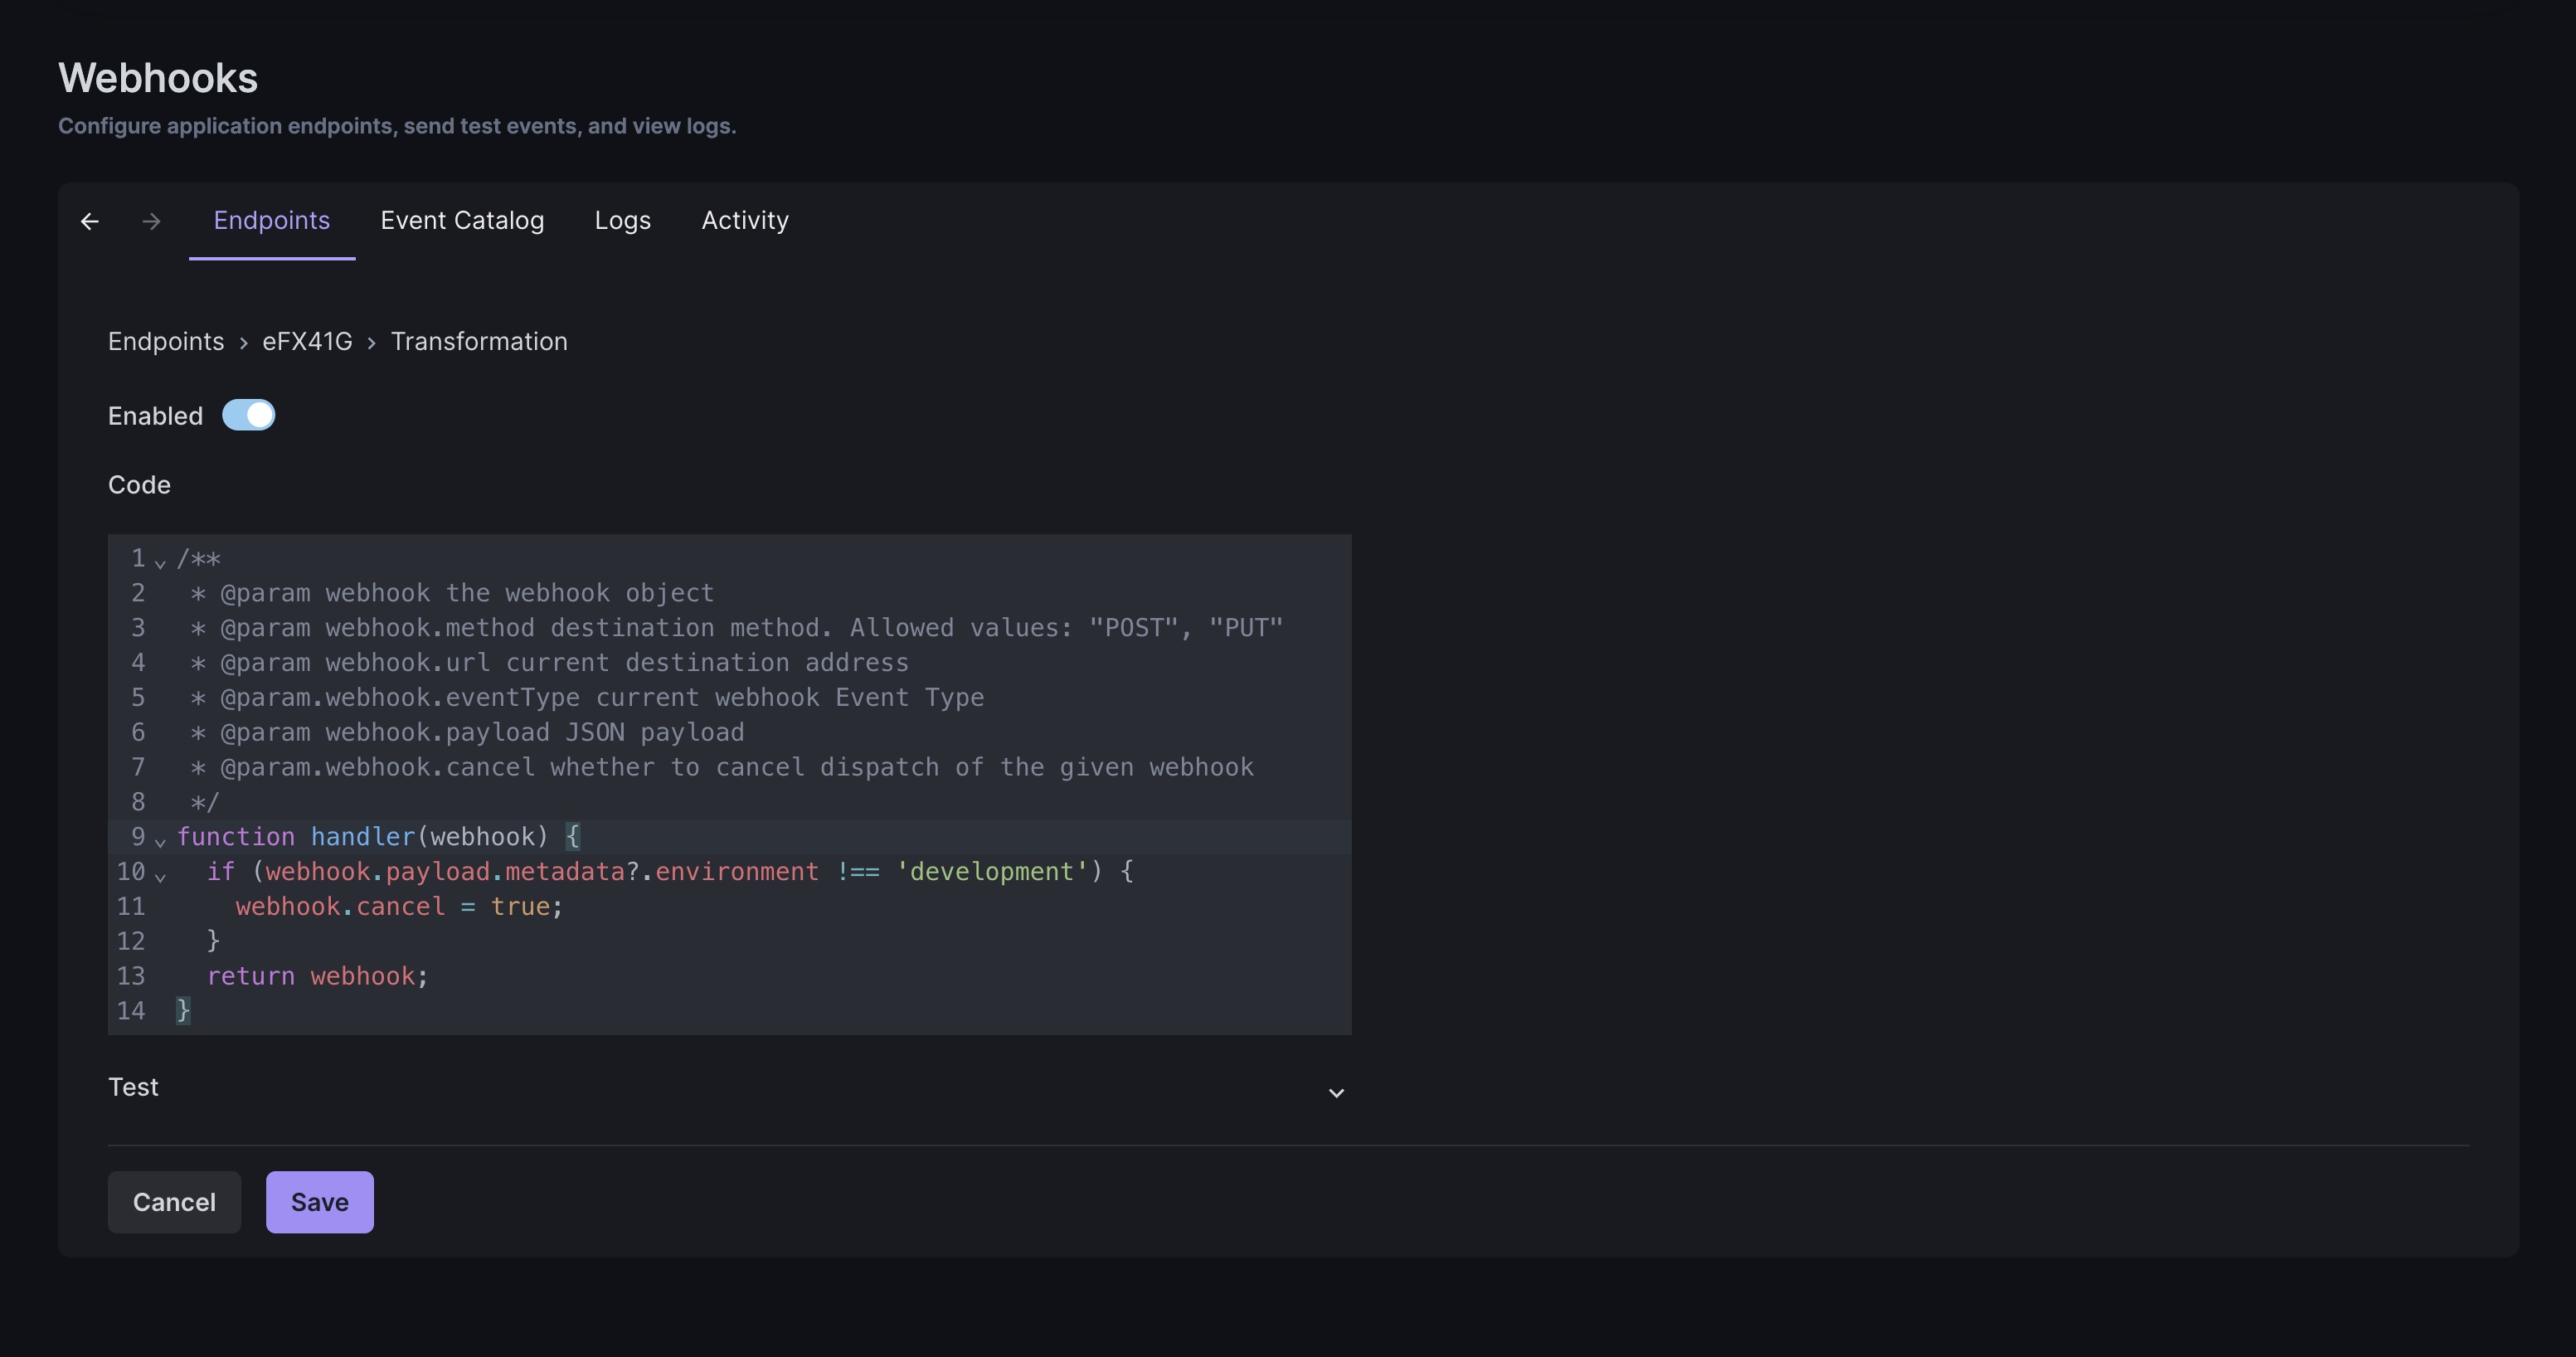 Webhooks
Configure application endpoints, send test events, and view logs.
Endpoints Event Catalog Logs Activity
Endpoints › eFX41G › Transformation
Enabled
Code
1 /**
2  * @param webhook the webhook object
3  * @param webhook.method destination method. Allowed values: "POST", "PUT"
4  * @param webhook.url current destination address
5  * @param.webhook.eventType current webhook Event Type
6  * @param webhook.payload JSON payload
7  * @param.webhook.cancel whether to cancel dispatch of the given webhook
8  */
9 function handler(webhook) {
10   if (webhook.payload.metadata?.environment !== 'development') {
11     webhook.cancel = true;
12   }
13   return webhook;
14 }
Test
Cancel Save